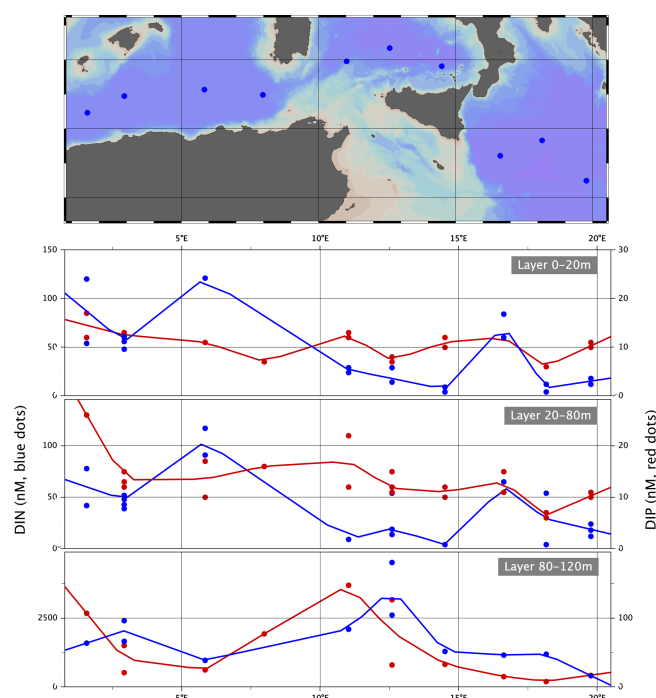 5°E 10°E 15°E 20°E
150 30
Layer 0–20m
100 20
50 10
0 0
Layer 20–80m
100 20
50 10
0 0
Layer 80–120m
2500 100
0 0
5°E 10°E 15°E 20°E
DIN (nM, blue dots)
DIP (nM, red dots)